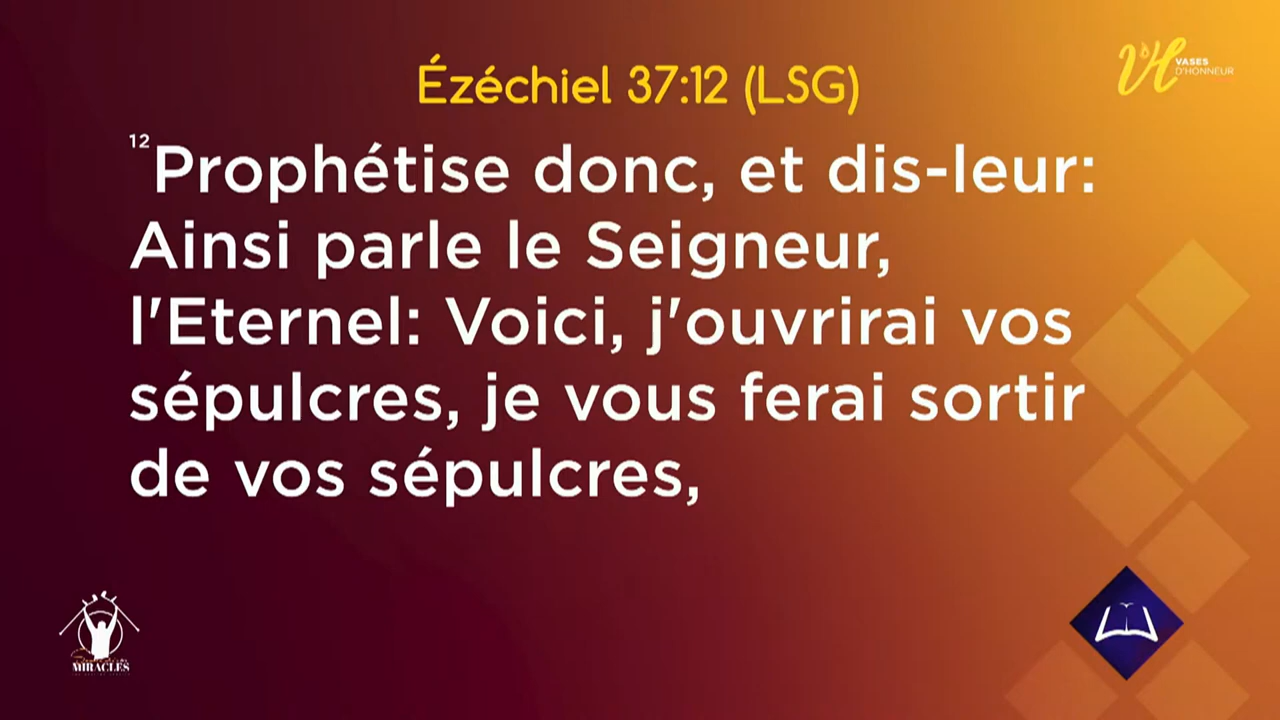 Ézéchiel 37:12 (LSG)
VASES
D'HONNEUR
12 Prophétise donc, et dis-leur:
Ainsi parle le Seigneur,
l'Eternel: Voici, j'ouvrirai vos
sépulcres, je vous ferai sortir
de vos sépulcres,
MIRACLES